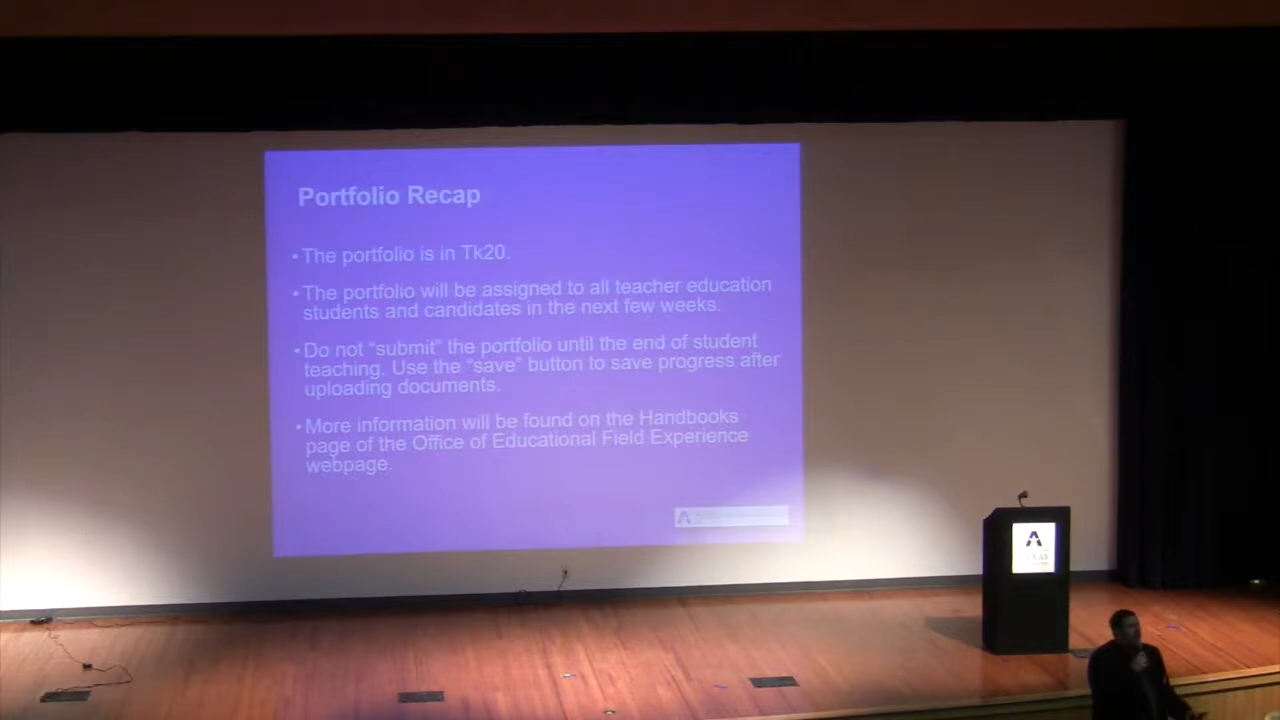 Portfolio Recap
• The portfolio is in Tk20.
• The portfolio will be assigned to all teacher education
students and candidates in the next few weeks.
• Do not “submit” the portfolio until the end of student
teaching. Use the “save” button to save progress after
uploading documents.
• More information will be found on the Handbooks
page of the Office of Educational Field Experience
webpage.
A
A